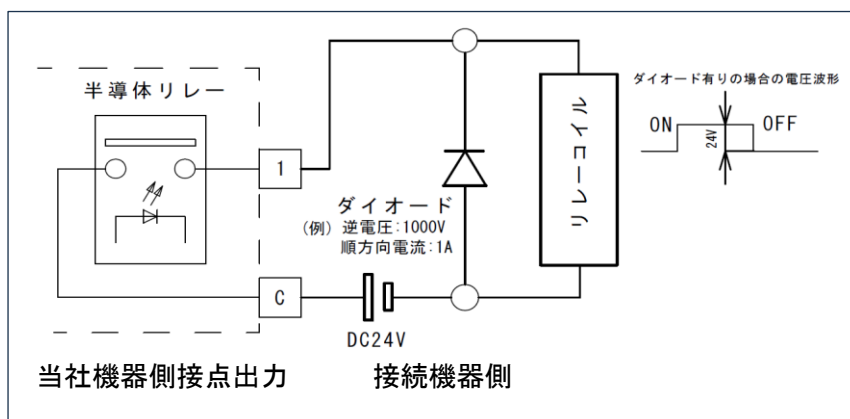 半導体リレー
1
C
ダイオード
(例) 逆電圧:1000V
順方向電流:1A
DC24V
リレーコイル
ダイオード有りの場合の電圧波形
ON
24V
OFF
当社機器側接点出力
接続機器側